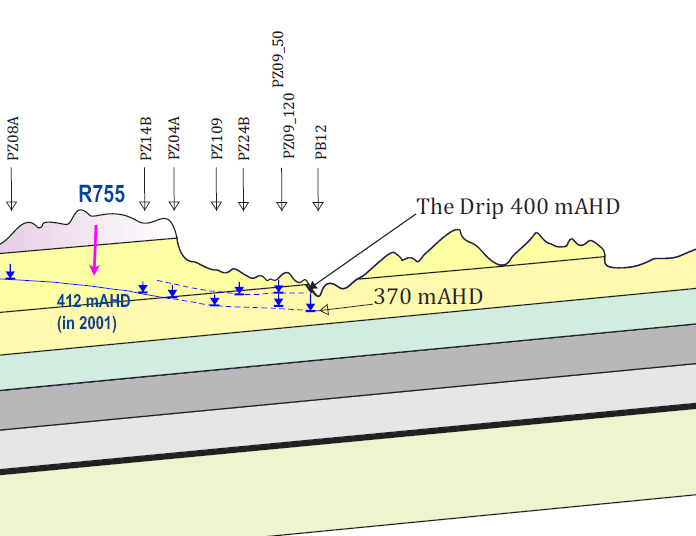 PZ08A
PZ14B
PZ04A
PZ109
PZ24B
PZ09_50
PZ09_120
PB12
R755
The Drip 400 mAHD
370 mAHD
412 mAHD
(in 2001)